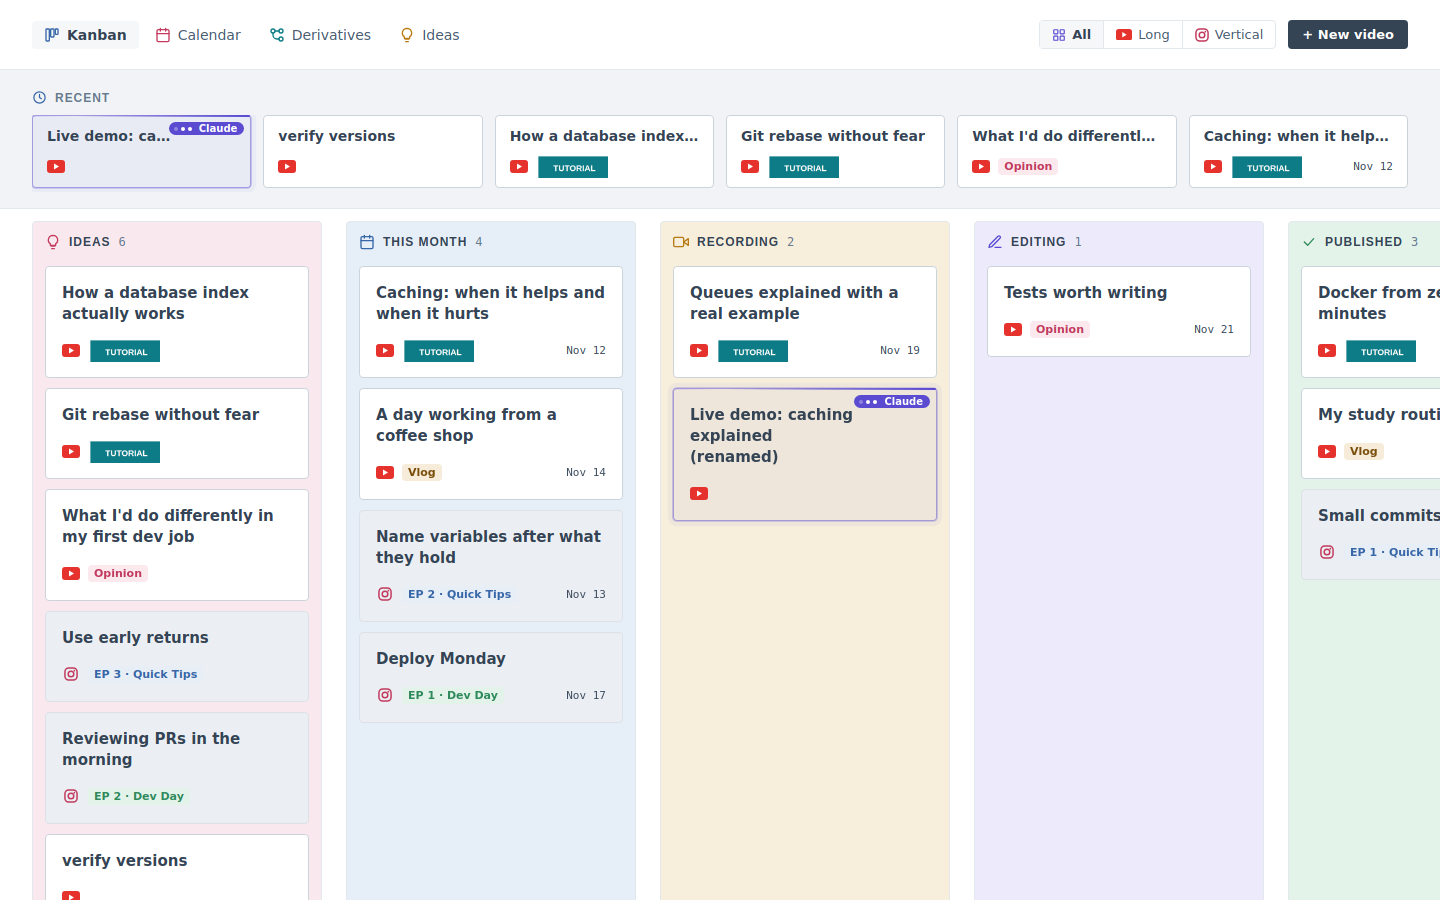 Kanban
Calendar
Derivatives
Ideas
All
Long
Vertical
+ New video
RECENT
Live demo: ca…
Claude
verify versions
How a database index…
TUTORIAL
Git rebase without fear
TUTORIAL
What I'd do differentl…
Opinion
Caching: when it help…
TUTORIAL
Nov 12
IDEAS 6
How a database index
actually works
TUTORIAL
Git rebase without fear
TUTORIAL
What I'd do differently in
my first dev job
Opinion
Use early returns
EP 3 · Quick Tips
Reviewing PRs in the
morning
EP 2 · Dev Day
verify versions
THIS MONTH 4
Caching: when it helps and
when it hurts
TUTORIAL
Nov 12
A day working from a
coffee shop
Vlog
Nov 14
Name variables after what
they hold
EP 2 · Quick Tips
Nov 13
Deploy Monday
EP 1 · Dev Day
Nov 17
RECORDING 2
Queues explained with a
real example
TUTORIAL
Nov 19
Claude
Live demo: caching
explained
(renamed)
EDITING 1
Tests worth writing
Opinion
Nov 21
PUBLISHED 3
Docker from
minutes
TUTORIAL
My study
Vlog
Small commits
EP 1 · Quick